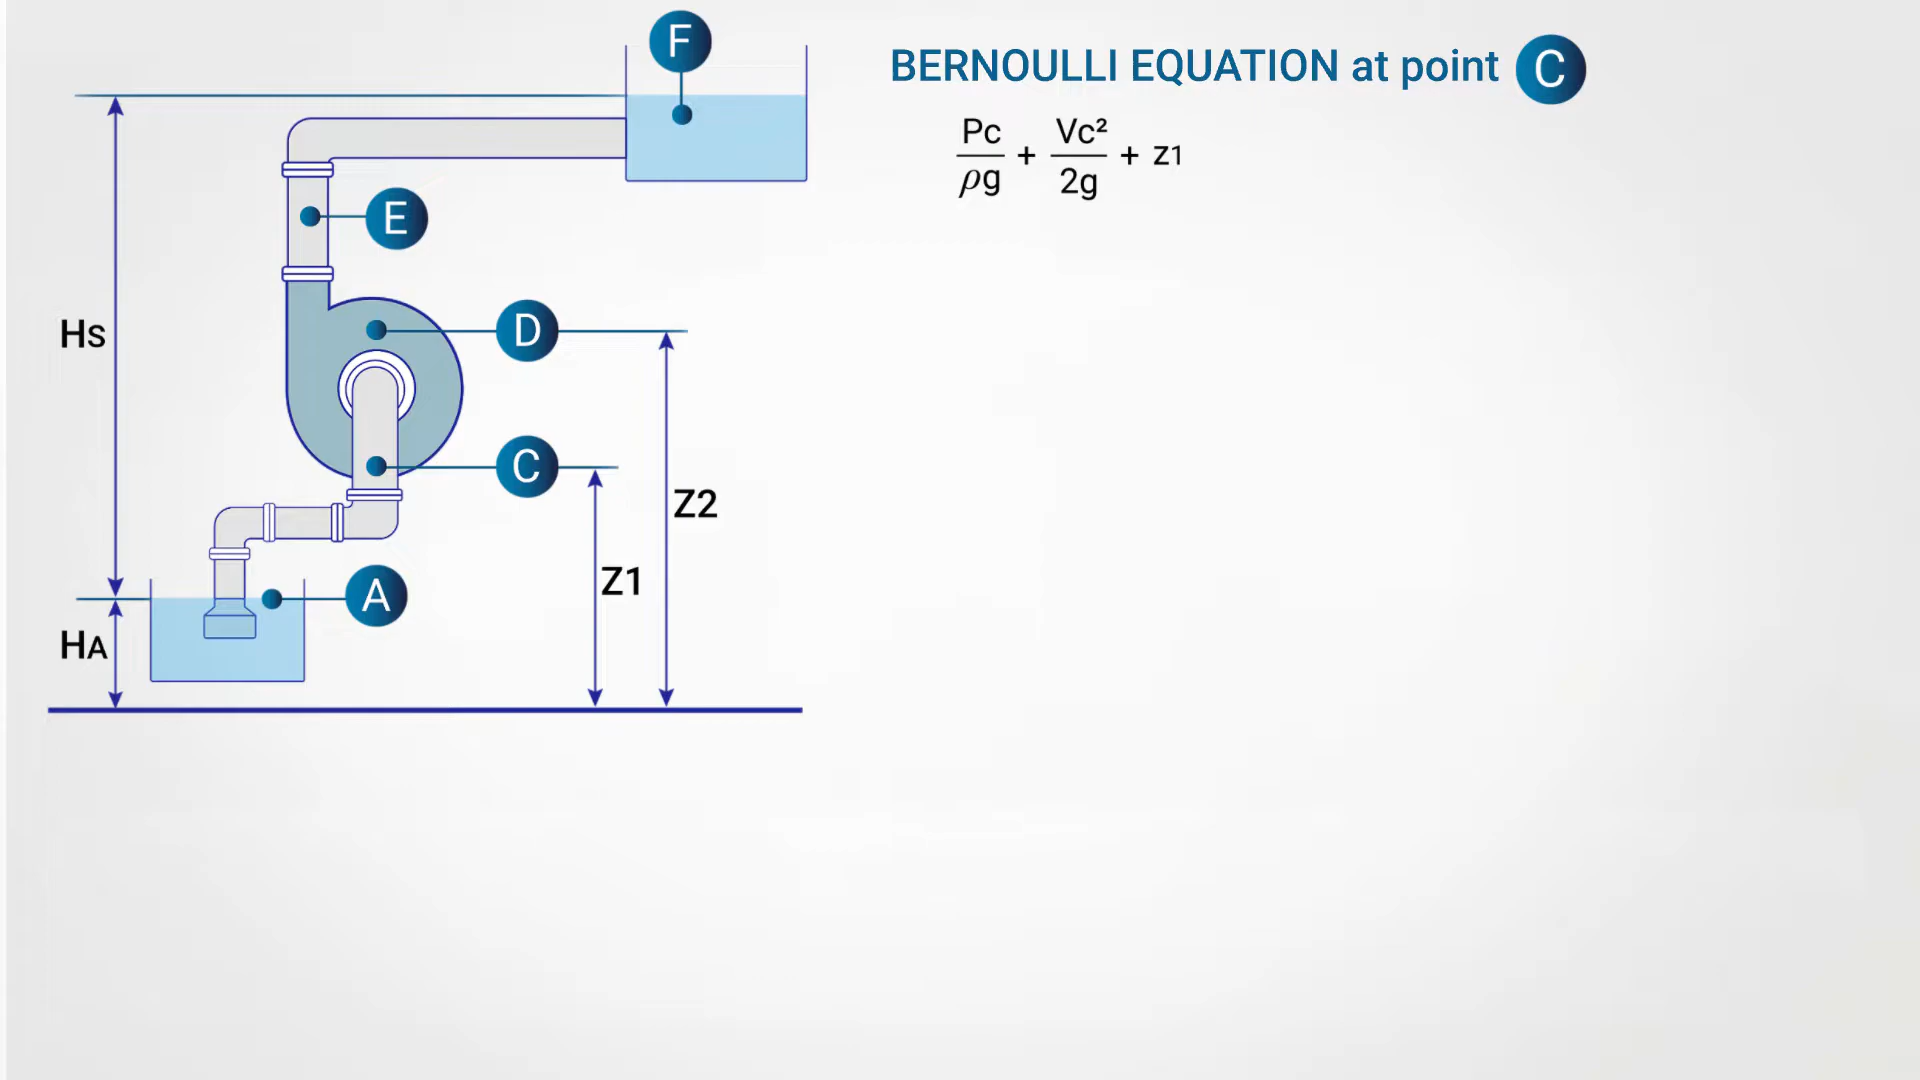 F
BERNOULLI EQUATION at point C
Pc/ρg + Vc²/2g + z1
E
Hs
D
C
Z2
Z1
A
HA